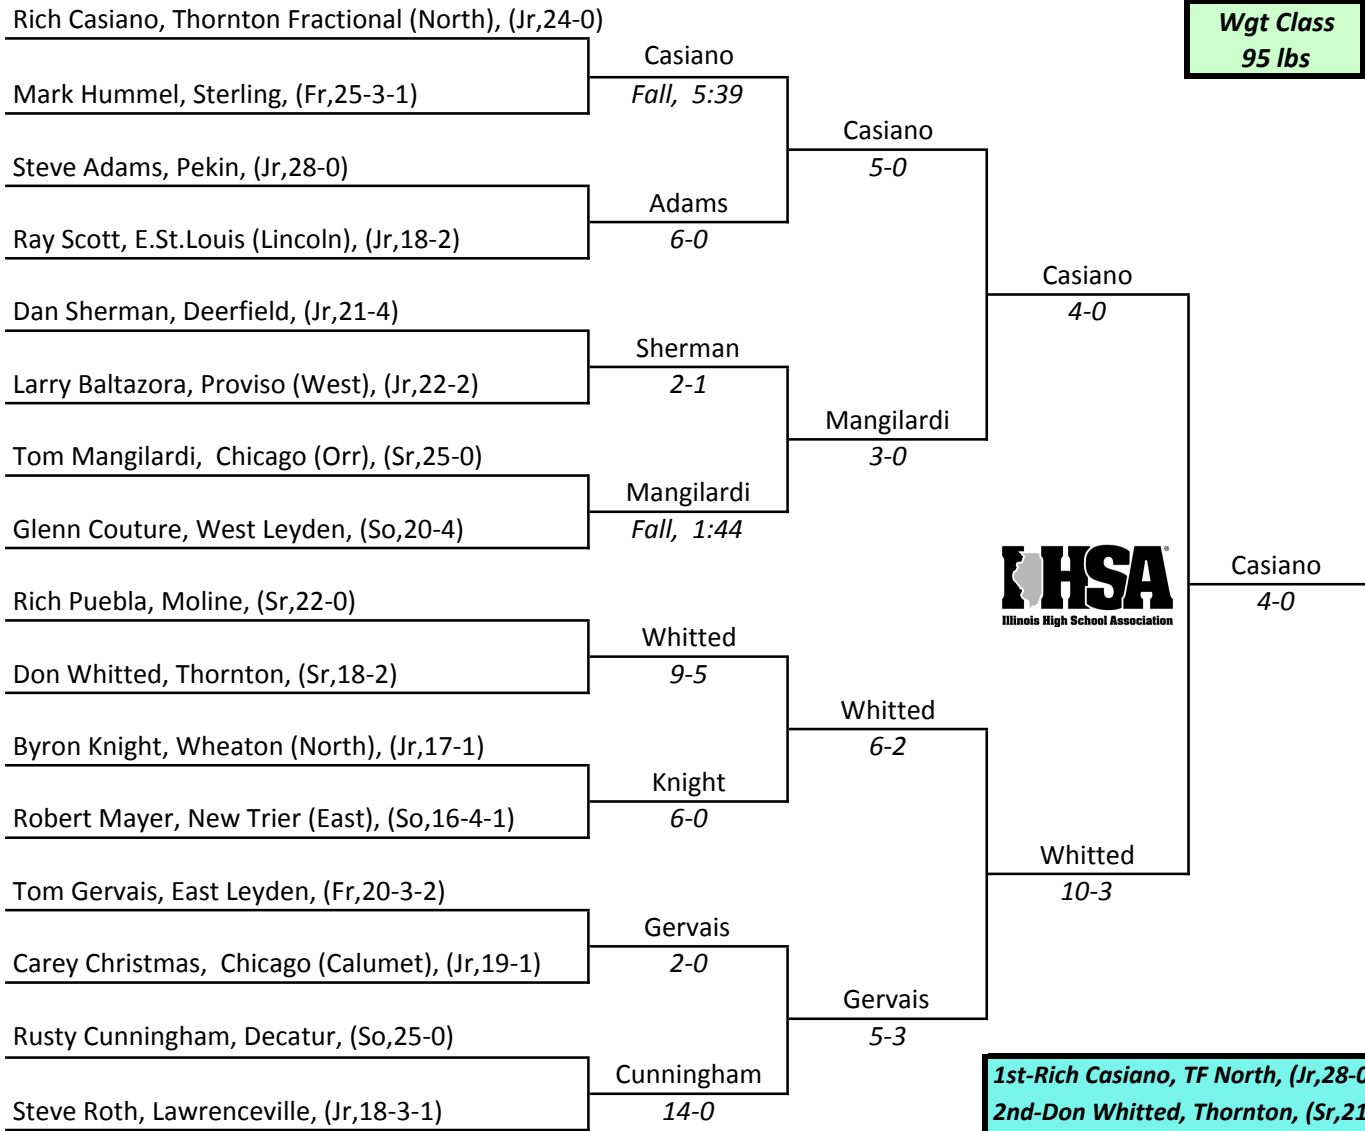 Rich Casiano, Thornton Fractional (North), (Jr,24-0)
Wgt Class
95 lbs
Casiano
Fall, 5:39
Mark Hummel, Sterling, (Fr,25-3-1)
Casiano
5-0
Steve Adams, Pekin, (Jr,28-0)
Adams
6-0
Ray Scott, E.St.Louis (Lincoln), (Jr,18-2)
Casiano
4-0
Dan Sherman, Deerfield, (Jr,21-4)
Sherman
2-1
Larry Baltazora, Proviso (West), (Jr,22-2)
Mangilardi
3-0
Tom Mangilardi, Chicago (Orr), (Sr,25-0)
Mangilardi
Fall, 1:44
Glenn Couture, West Leyden, (So,20-4)
IHSA
Illinois High School Association
Casiano
4-0
Rich Puebla, Moline, (Sr,22-0)
Whitted
9-5
Don Whitted, Thornton, (Sr,18-2)
Whitted
6-2
Byron Knight, Wheaton (North), (Jr,17-1)
Knight
6-0
Robert Mayer, New Trier (East), (So,16-4-1)
Whitted
10-3
Tom Gervais, East Leyden, (Fr,20-3-2)
Gervais
2-0
Carey Christmas, Chicago (Calumet), (Jr,19-1)
Gervais
5-3
Rusty Cunningham, Decatur, (So,25-0)
Cunningham
14-0
Steve Roth, Lawrenceville, (Jr,18-3-1)
1st-Rich Casiano, TF North, (Jr,28-0
2nd-Don Whitted, Thornton, (Sr,21